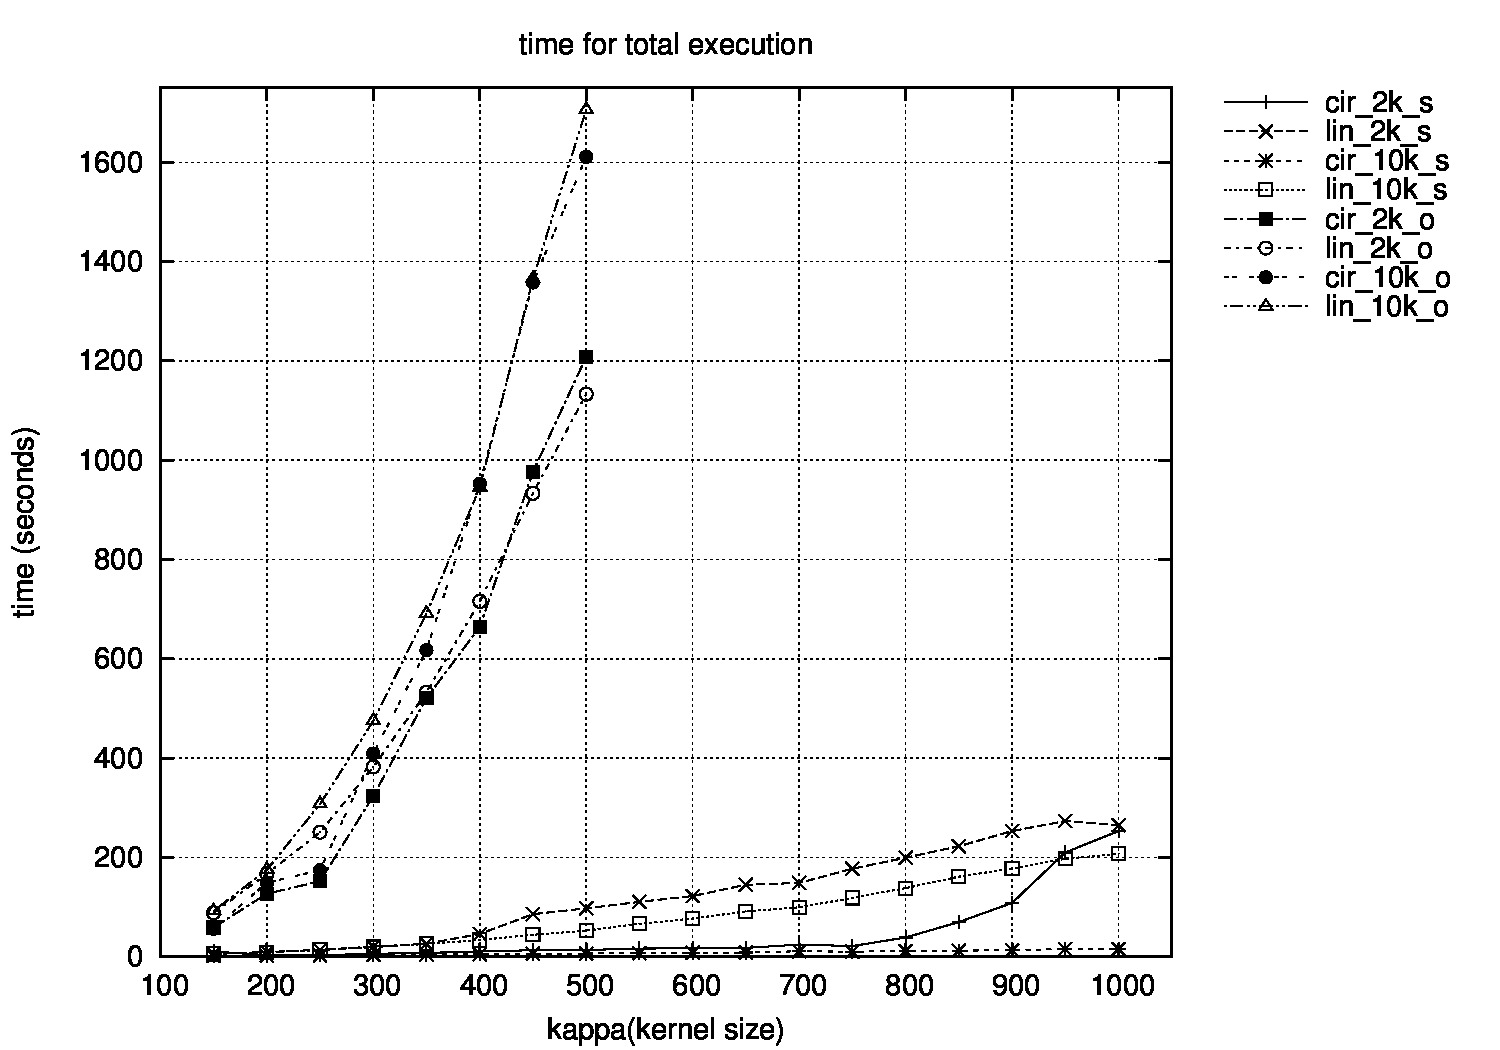 time for total execution
cir_2k_s
lin_2k_s
cir_10k_s
lin_10k_s
cir_2k_o
lin_2k_o
cir_10k_o
lin_10k_o
time (seconds)
1600
1400
1200
1000
800
600
400
200
0
100 200 300 400 500 600 700 800 900 1000
kappa(kernel size)